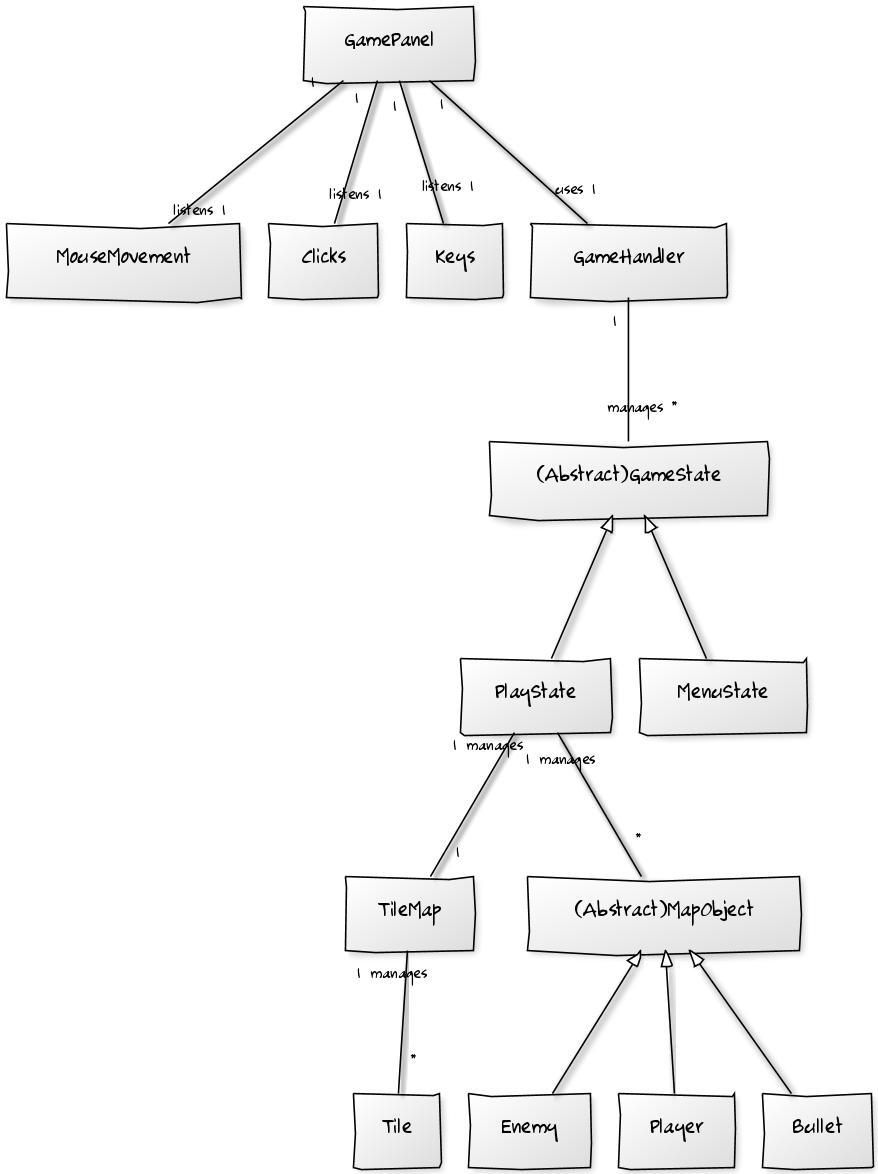 GamePanel
1
1
1
1
listens 1
listens 1
listens 1
uses 1
MouseMovement
Clicks
Keys
GameHandler
1
manages *
(Abstract)GameState
PlayState
MenuState
1 manages
1 manages
1
*
TileMap
(Abstract)MapObject
1 manages
*
Tile
Enemy
Player
Bullet